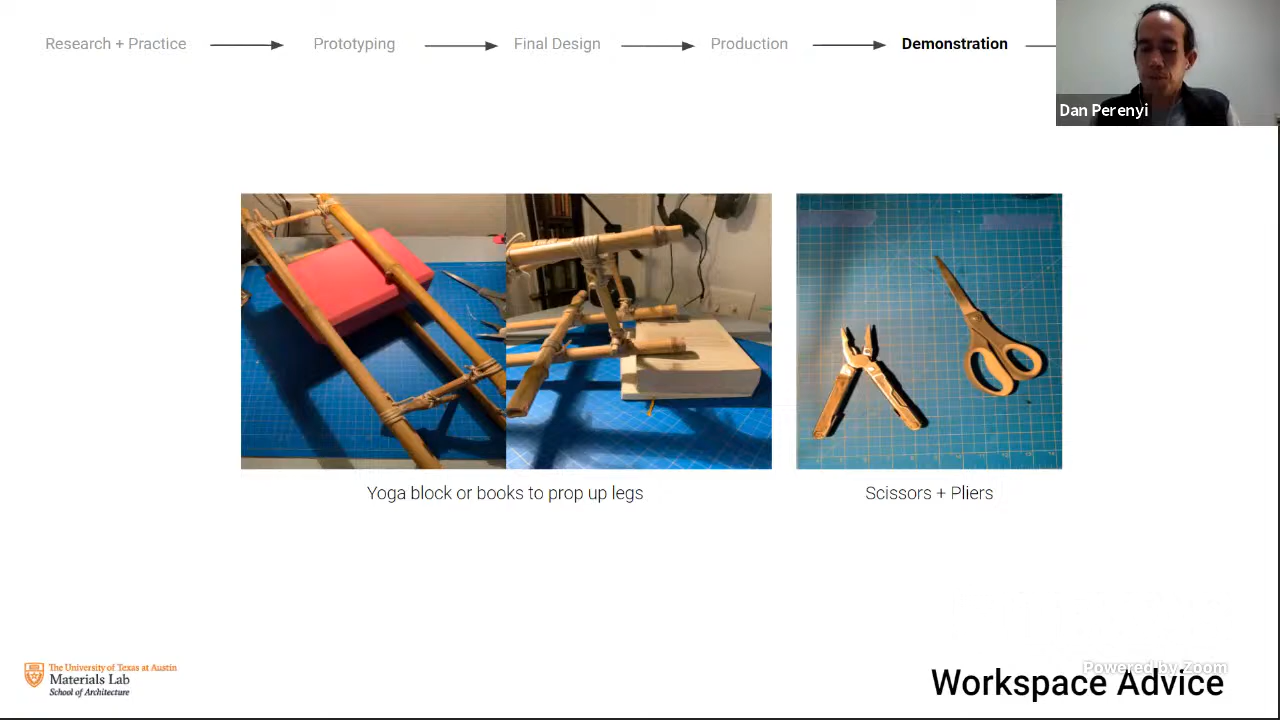 Research + Practice
Prototyping
Final Design
Production
Demonstration
Dan Perenyi
Yoga block or books to prop up legs
Scissors + Pliers
The University of Texas at Austin
Materials Lab
School of Architecture
Powered by Zoom
Workspace Advice